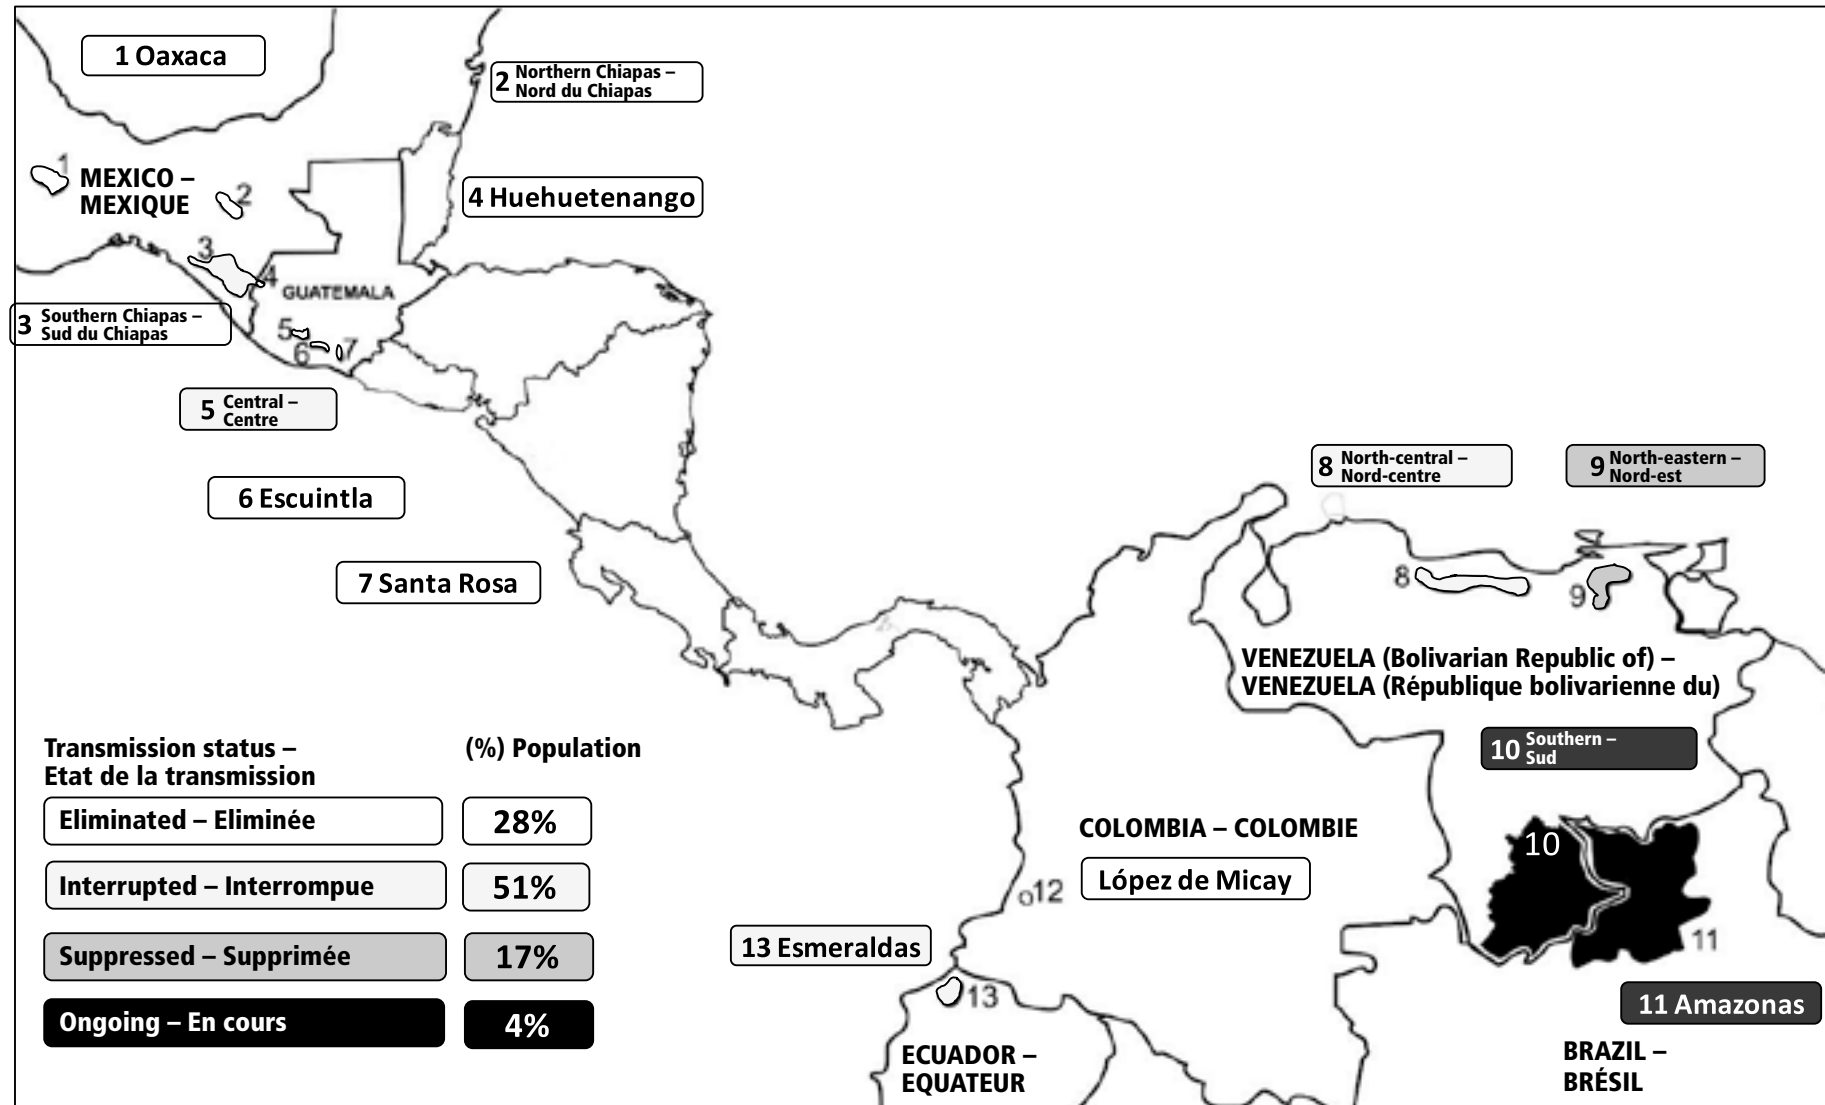 1 Oaxaca
2 Northern Chiapas –
Nord du Chiapas
1
MEXICO –
MEXIQUE
2
4 Huehuetenango
3
4
GUATEMALA
3 Southern Chiapas –
Sud du Chiapas
5
6
7
5 Central –
Centre
6 Escuintla
7 Santa Rosa
8 North-central –
Nord-centre
9 North-eastern –
Nord-est
8
9
VENEZUELA (Bolivarian Republic of) –
VENEZUELA (République bolivarienne du)
10 Southern –
Sud
Transmission status –
Etat de la transmission
(%) Population
Eliminated – Eliminée
28%
Interrupted – Interrompue
51%
Suppressed – Supprimée
17%
Ongoing – En cours
4%
COLOMBIA – COLOMBIE
López de Micay
12
10
11
13 Esmeraldas
13
11 Amazonas
ECUADOR –
EQUATEUR
BRAZIL –
BRÉSIL